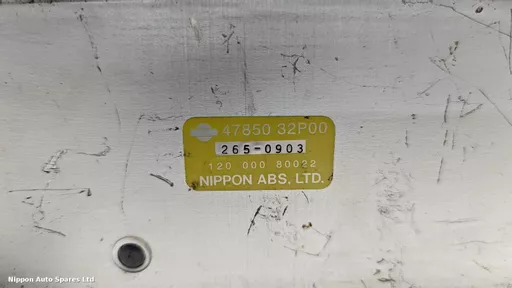 47850 32P00
265-0903
120 000 80022
NIPPON ABS, LTD.
Nippon Auto Spares Ltd